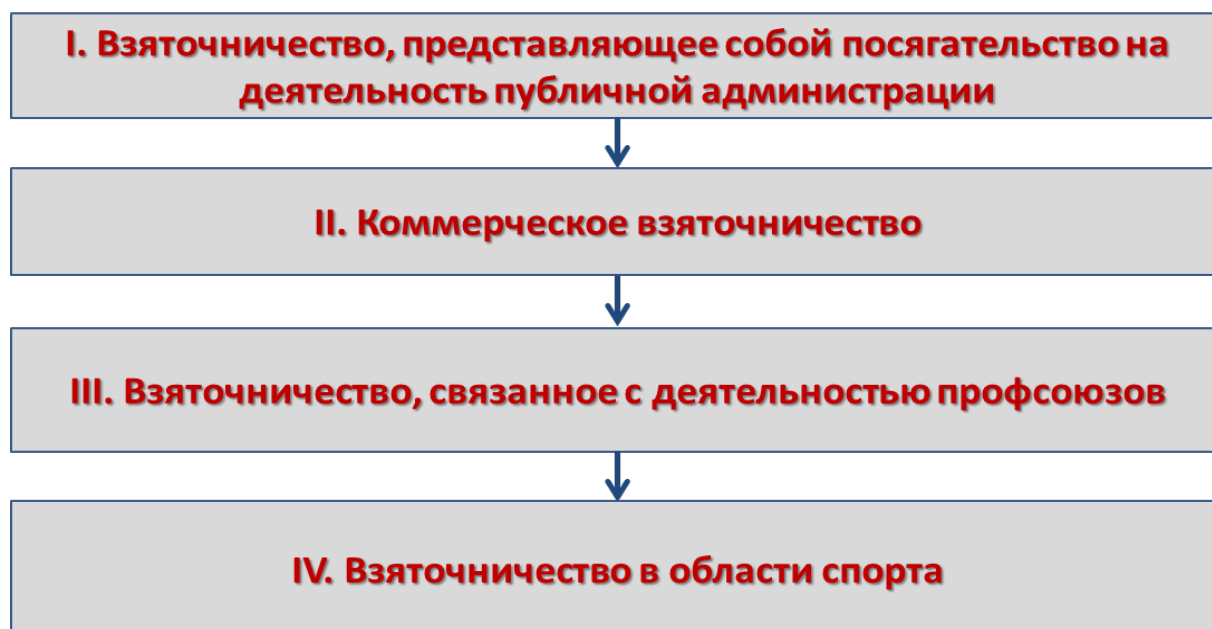 I. Взяточничество, представляющее собой посягательство на
деятельность публичной администрации
II. Коммерческое взяточничество
III. Взяточничество, связанное с деятельностью профсоюзов
IV. Взяточничество в области спорта